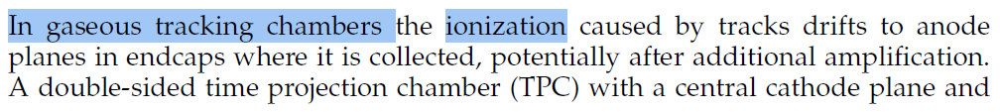 In gaseous tracking chambers the ionization caused by tracks drifts to anode
planes in endcaps where it is collected, potentially after additional amplification.
A double-sided time projection chamber (TPC) with a central cathode plane and